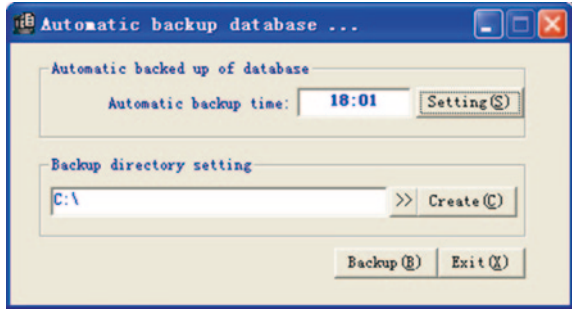 Automatic backup database ...
Automatic backed up of database
Automatic backup time: 18:01 Setting(S)
Backup directory setting
C:\ >> Create(C)
Backup(B) Exit(X)